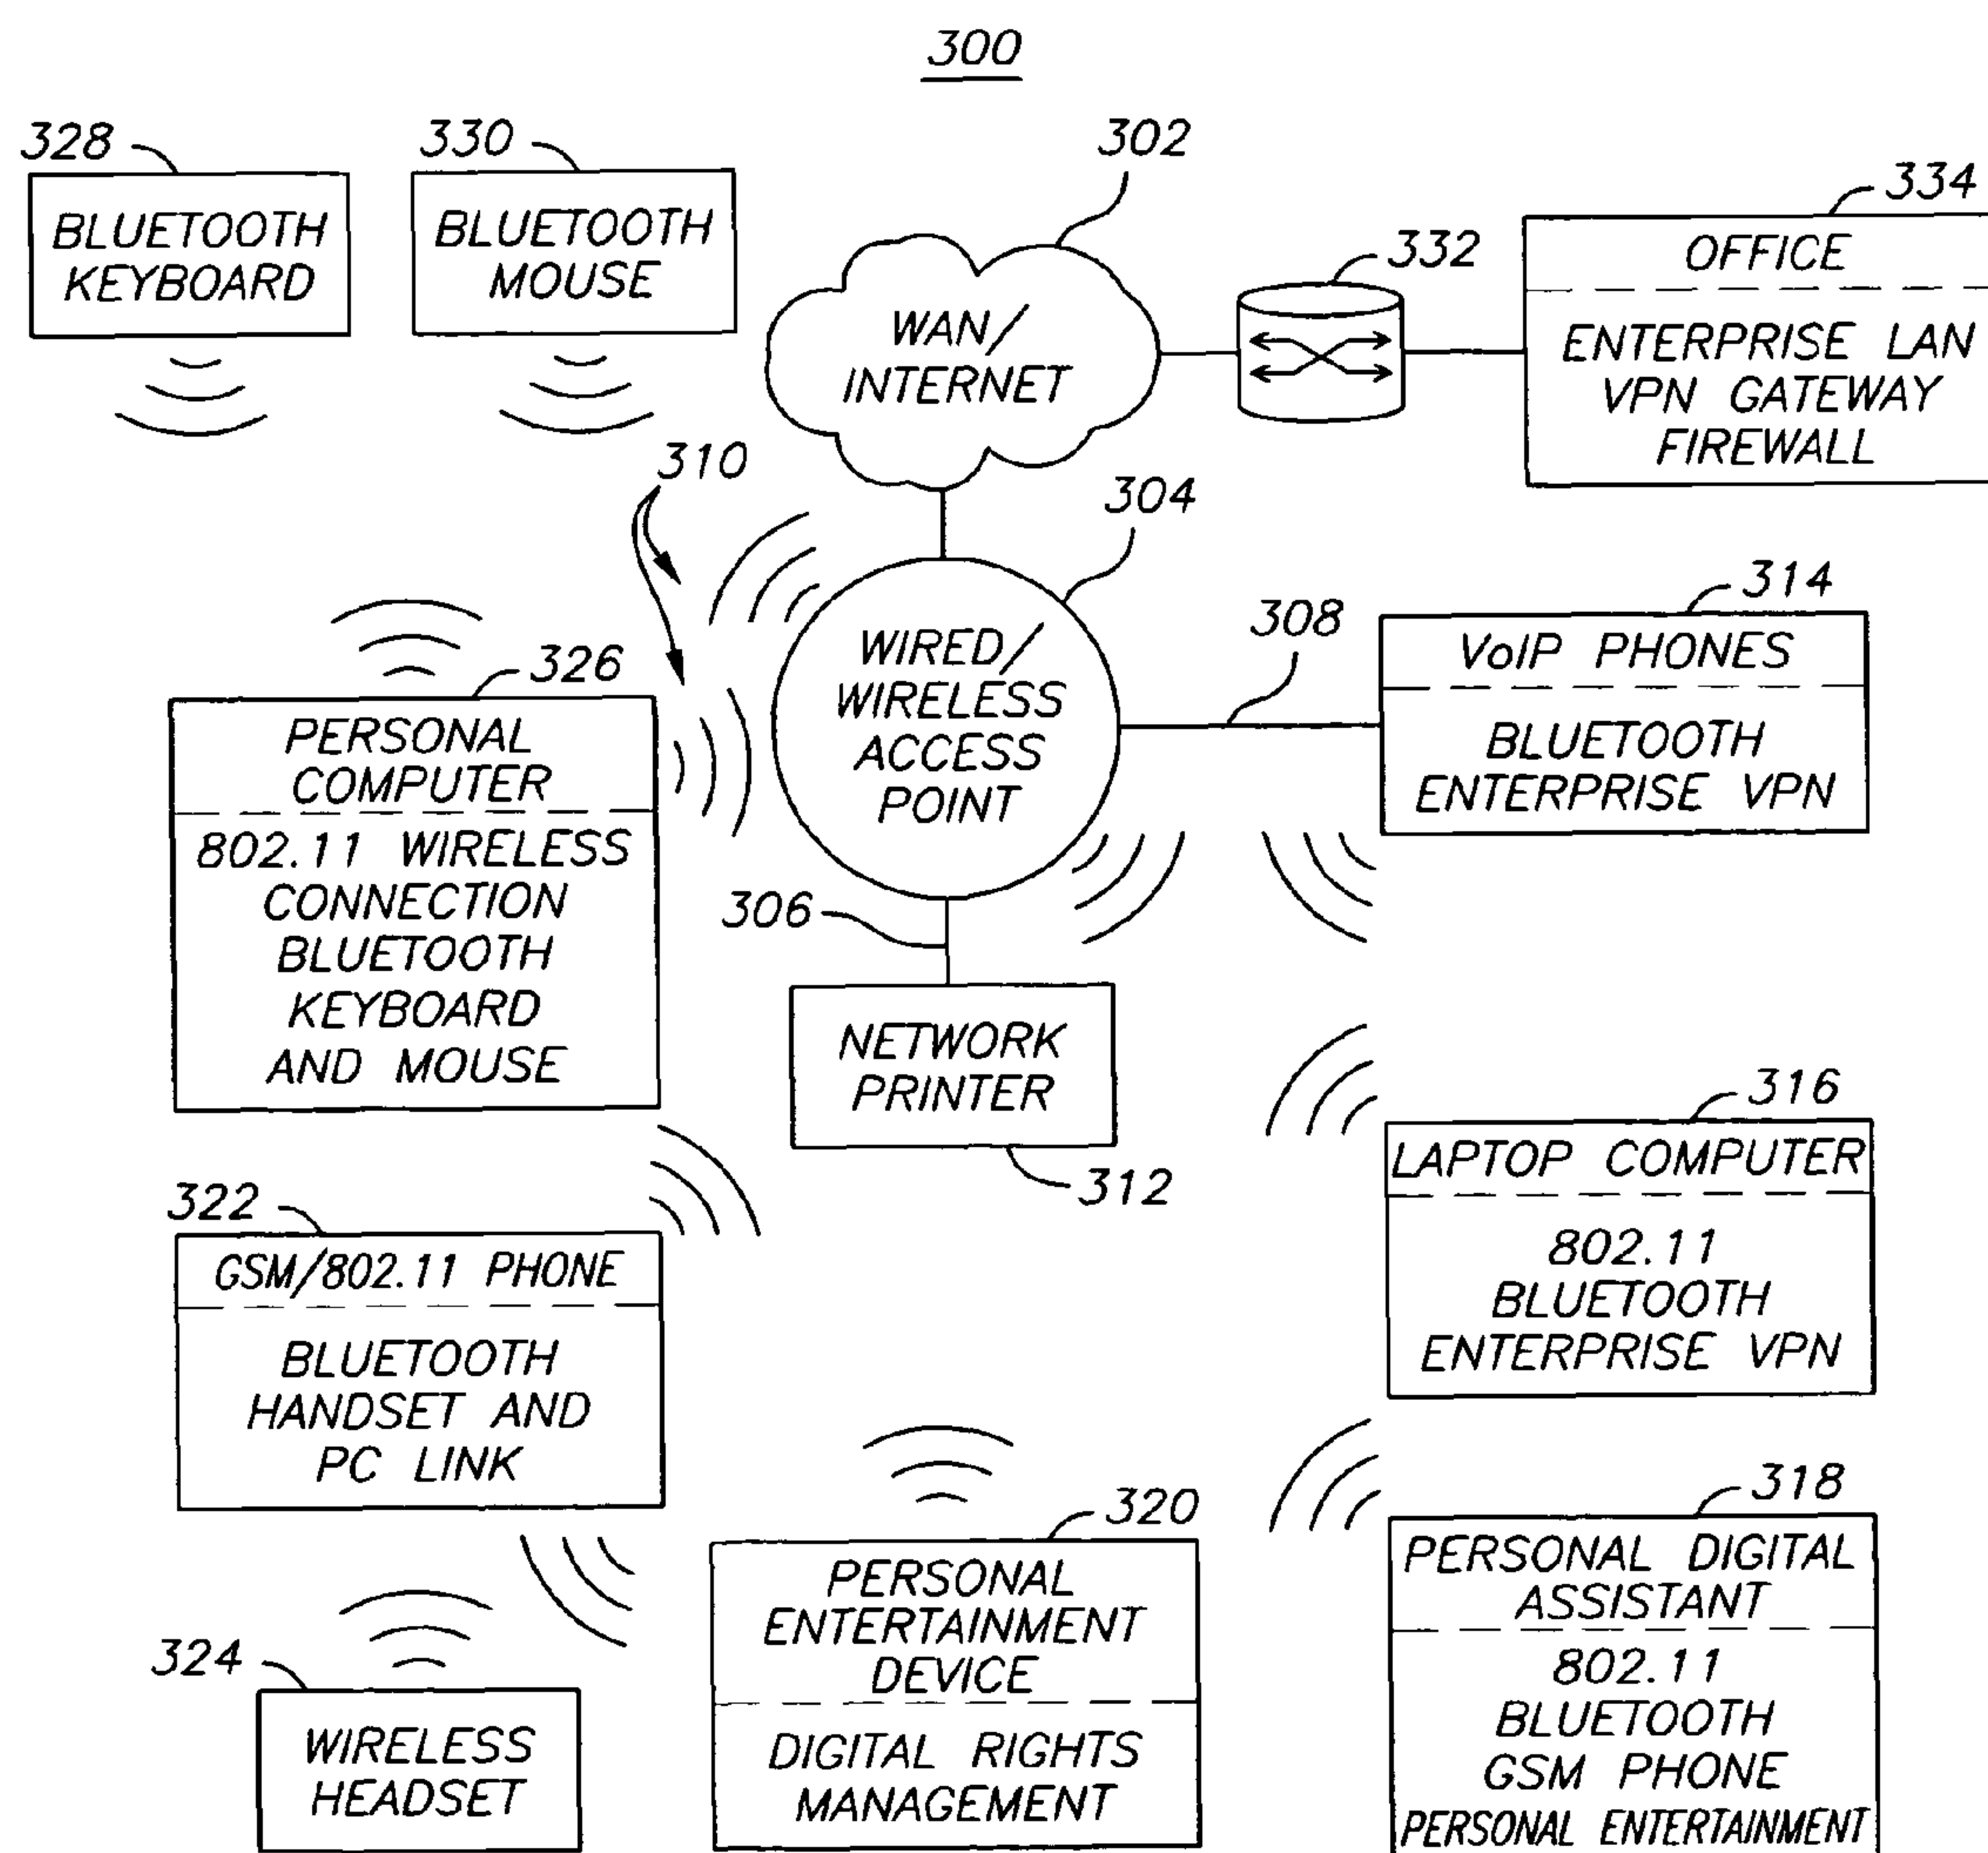 300
328
330
302
334
BLUETOOTH
KEYBOARD
BLUETOOTH
MOUSE
332
OFFICE
WAN/
INTERNET
ENTERPRISE LAN
VPN GATEWAY
FIREWALL
310
304
314
308
326
WIRED/
WIRELESS
ACCESS
POINT
VoIP PHONES
BLUETOOTH
ENTERPRISE VPN
PERSONAL
COMPUTER
802.11 WIRELESS
CONNECTION
BLUETOOTH
KEYBOARD
AND MOUSE
306
NETWORK
PRINTER
312
316
LAPTOP COMPUTER
802.11
BLUETOOTH
ENTERPRISE VPN
322
GSM/802.11 PHONE
BLUETOOTH
HANDSET AND
PC LINK
320
318
PERSONAL
ENTERTAINMENT
DEVICE
DIGITAL RIGHTS
MANAGEMENT
PERSONAL DIGITAL
ASSISTANT
802.11
BLUETOOTH
GSM PHONE
PERSONAL ENTERTAINMENT
324
WIRELESS
HEADSET